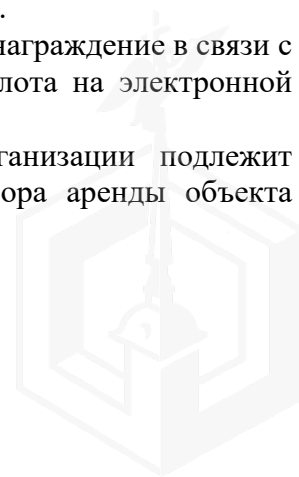 .
награждение в связи с
лота на электронной
ганизации подлежит
ора аренды объекта